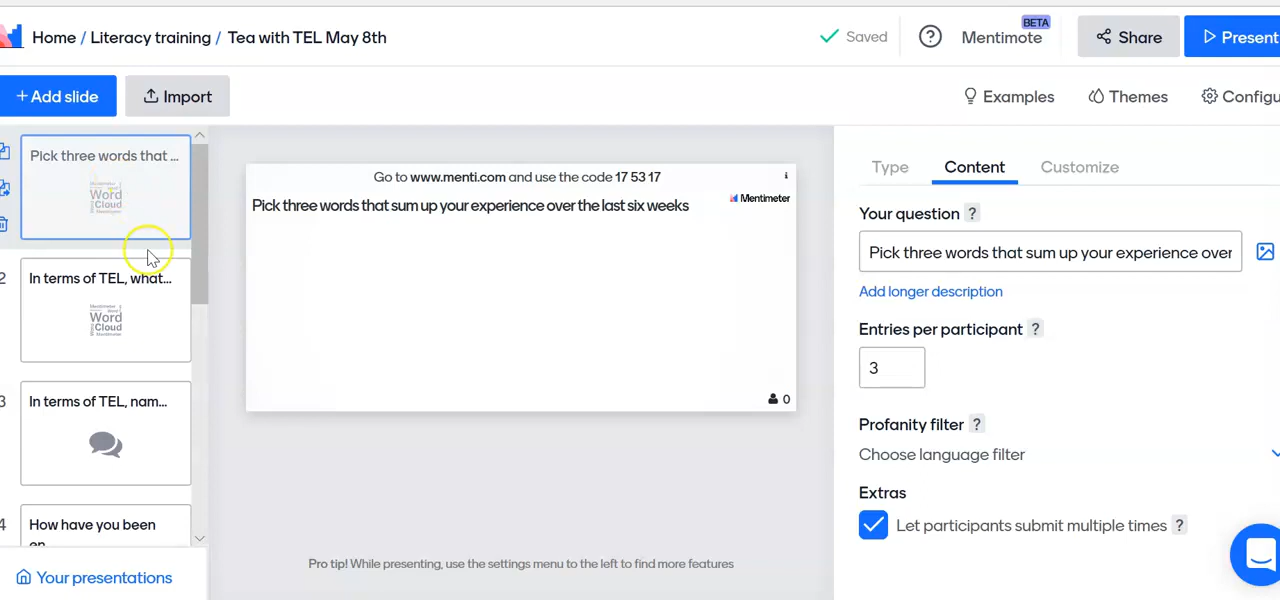 Home / Literacy training / Tea with TEL May 8th
Saved
BETA
Mentimote
Share
Present
+ Add slide
Import
Examples
Themes
Configu
Pick three words that ...
Word
Cloud
2
In terms of TEL, what...
Word
Cloud
3
In terms of TEL, nam...
4
How have you been
Your presentations
Go to www.menti.com and use the code 17 53 17
Mentimeter
Pick three words that sum up your experience over the last six weeks
0
Pro tip! While presenting, use the settings menu to the left to find more features
Type
Content
Customize
Your question ?
Pick three words that sum up your experience over
Add longer description
Entries per participant ?
3
Profanity filter ?
Choose language filter
Extras
Let participants submit multiple times ?